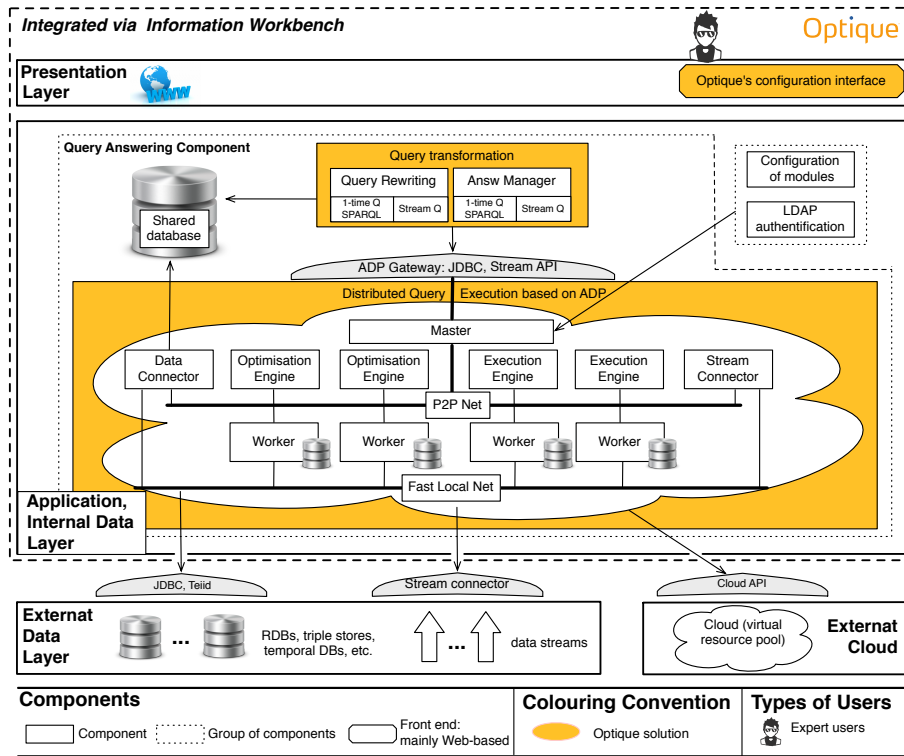 Integrated via Information Workbench
Optique
Presentation
Layer
WWW
Optique's configuration interface
Query Answering Component
Query transformation
Query Rewriting
1-time Q
SPARQL
Stream Q
Answ Manager
1-time Q
SPARQL
Stream Q
Configuration
of modules
LDAP
authentification
Shared
database
ADP Gateway: JDBC, Stream API
Distributed Query
Execution based on ADP
Master
Data
Connector
Optimisation
Engine
Optimisation
Engine
Execution
Engine
Execution
Engine
Stream
Connector
P2P Net
Worker
Worker
Worker
Worker
Fast Local Net
Application,
Internal Data
Layer
JDBC, Teiid
Stream connector
Cloud API
Externat
Data
Layer
...
RDBs, triple stores,
temporal DBs, etc.
...
data streams
Cloud (virtual
resource pool)
Externat
Cloud
Components
Component
Group of components
Front end:
mainly Web-based
Colouring Convention
Optique solution
Types of Users
Expert users